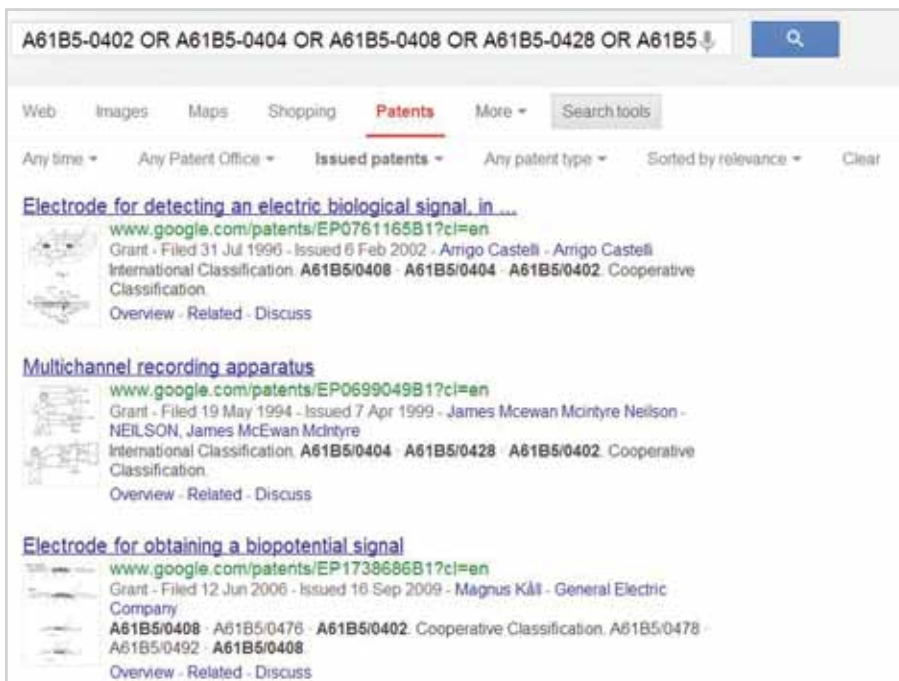 A61B5-0402 OR A61B5-0404 OR A61B5-0408 OR A61B5-0428 OR A61B5
Web Images Maps Shopping Patents More Search tools
Any time Any Patent Office Issued patents Any patent type Sorted by relevance Clear
Electrode for detecting an electric biological signal, in ...
www.google.com/patents/EP0761165B1?cl=en
Grant - Filed 31 Jul 1996 - Issued 6 Feb 2002 - Arrigo Castelli - Arrigo Castelli
International Classification. A61B5/0408 · A61B5/0404 · A61B5/0402. Cooperative
Classification.
Overview - Related - Discuss
Multichannel recording apparatus
www.google.com/patents/EP0699049B1?cl=en
Grant - Filed 19 May 1994 - Issued 7 Apr 1999 - James Mcewan Mcintyre Neilson -
NEILSON, James McEwan McIntyre
International Classification. A61B5/0404 · A61B5/0428 · A61B5/0402. Cooperative
Classification.
Overview - Related - Discuss
Electrode for obtaining a biopotential signal
www.google.com/patents/EP1738686B1?cl=en
Grant - Filed 12 Jun 2006 - Issued 16 Sep 2009 - Magnus Kåll - General Electric
Company
A61B5/0408 · A61B5/0476 · A61B5/0402. Cooperative Classification. A61B5/0478 ·
A61B5/0492 · A61B5/0408.
Overview - Related - Discuss